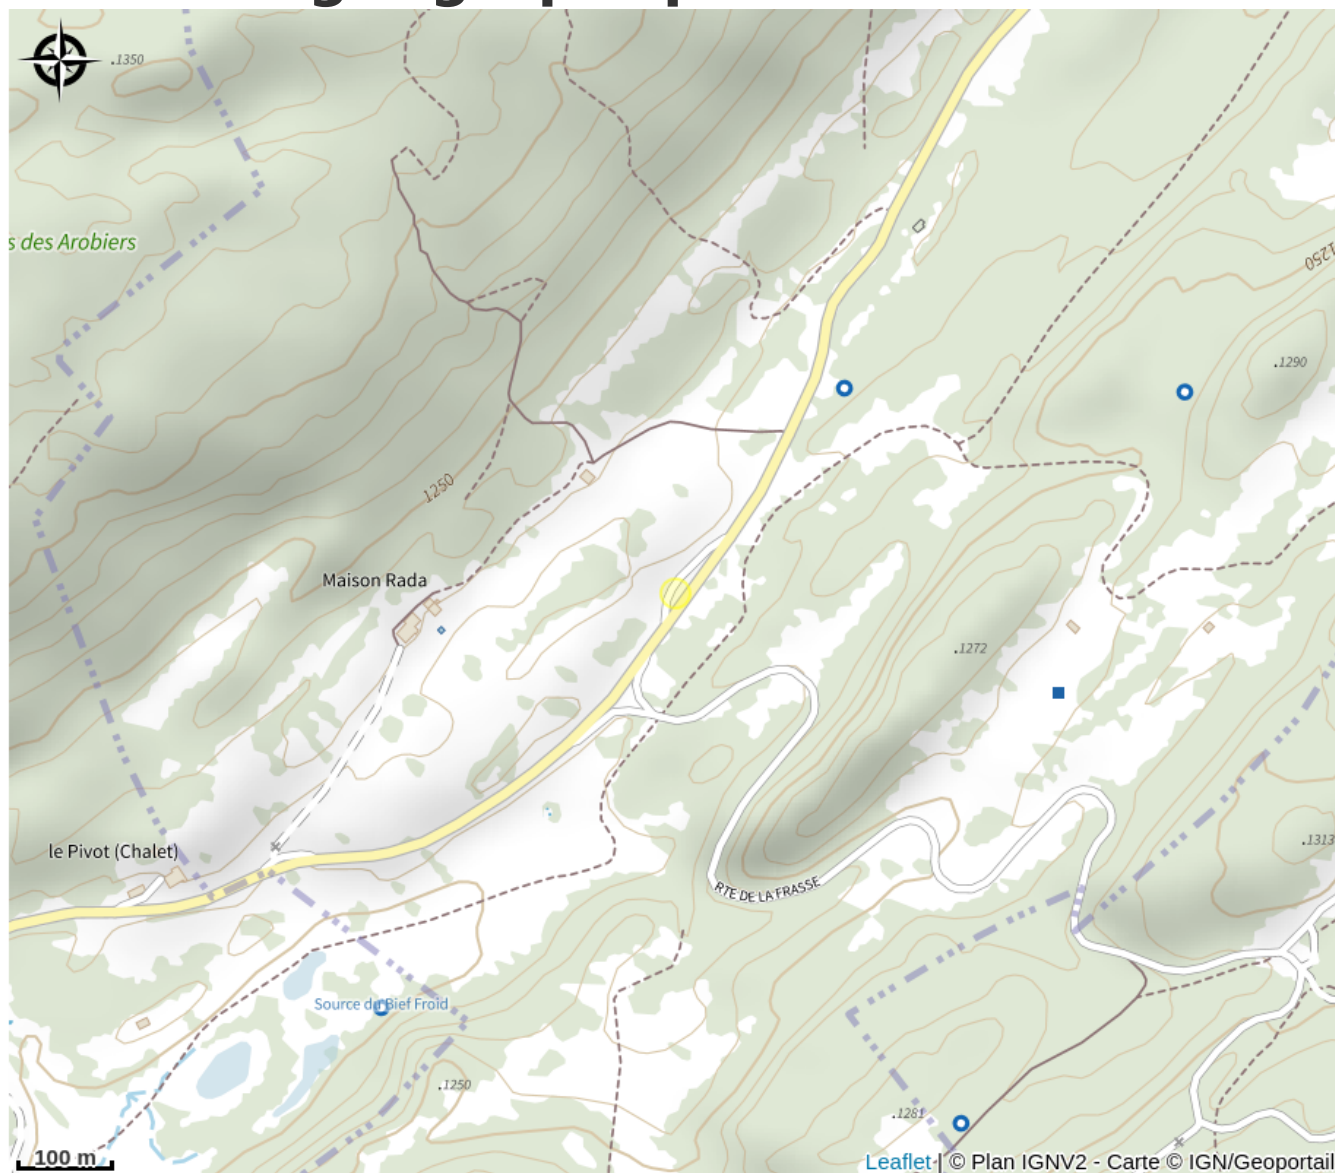 .1350
s des Arobiers
1250
.1290
1250
Maison Rada
.1272
le Pivot (Chalet)
.1313
RTE DE LA FRASSE
Source du Bief Froid
.1250
.1281
100 m
Leaflet | © Plan IGNV2 - Carte © IGN/Geoportail